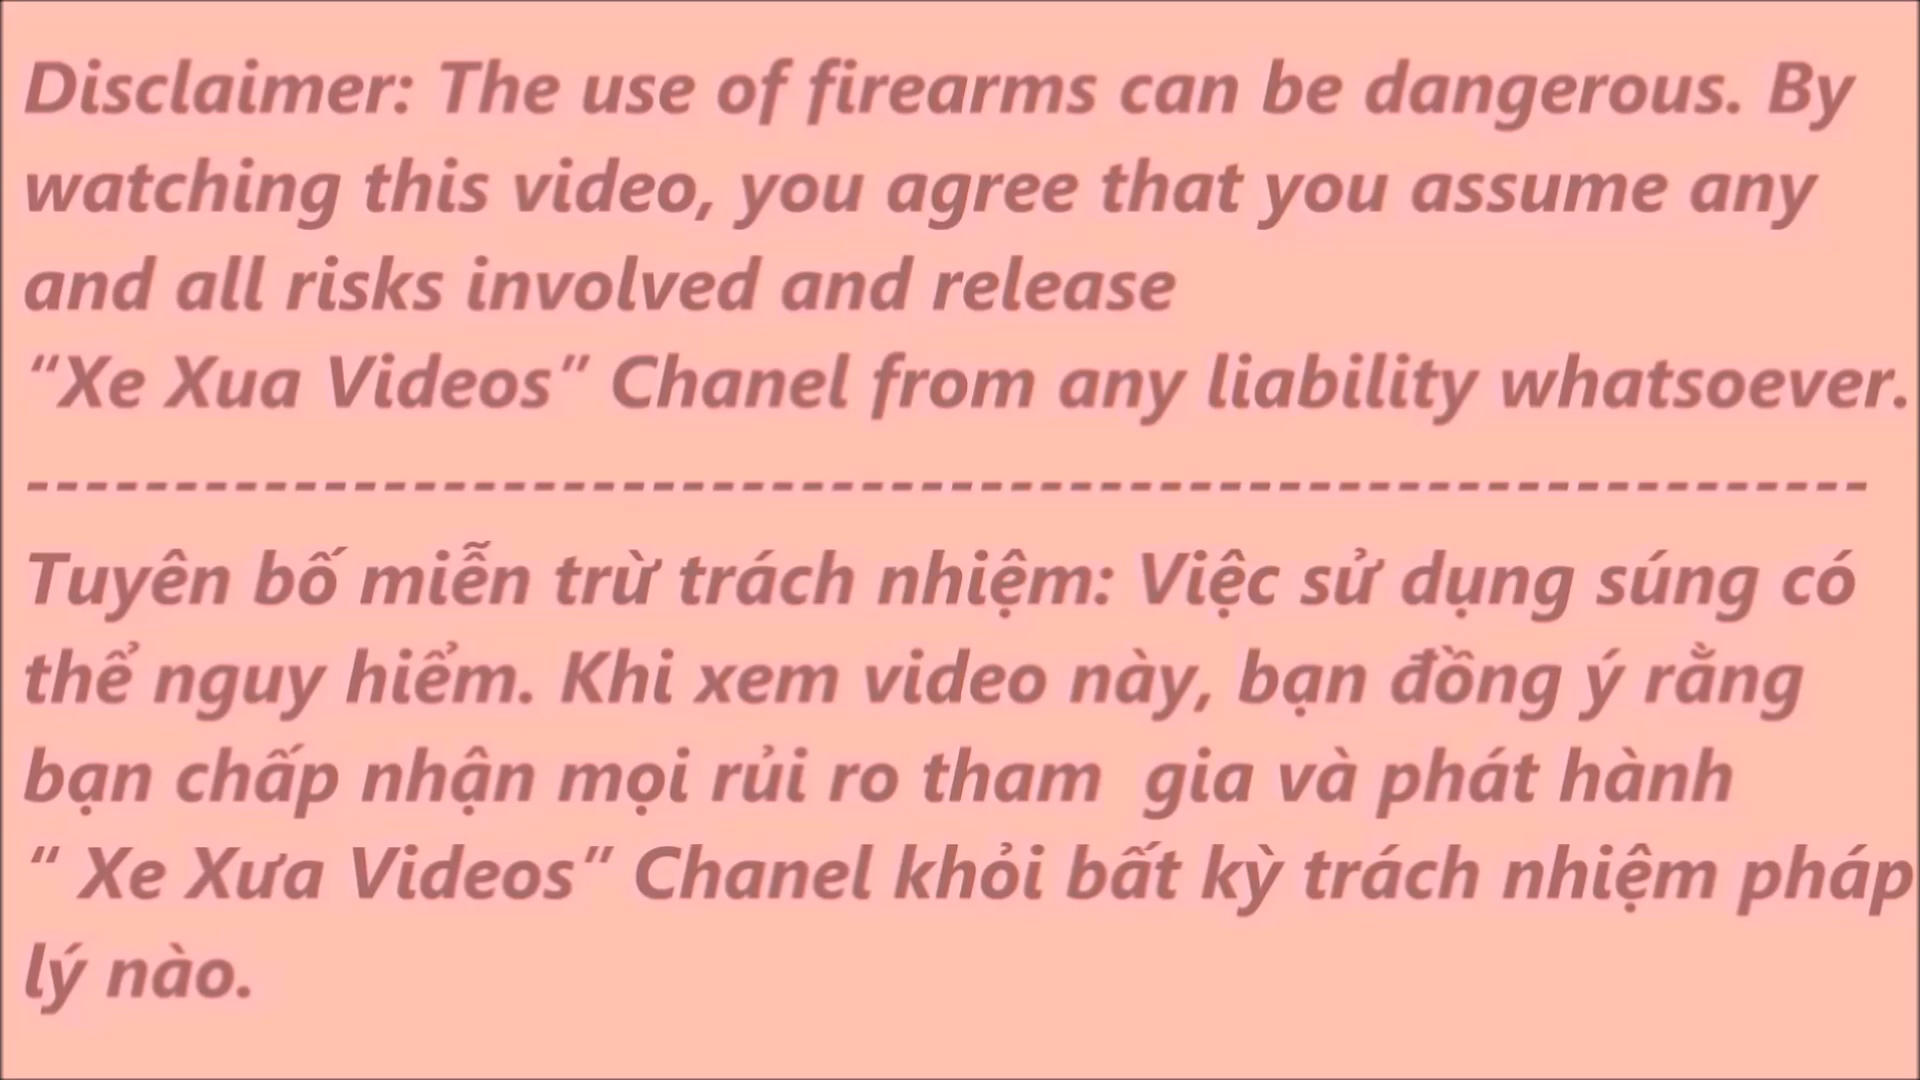 Disclaimer: The use of firearms can be dangerous. By
watching this video, you agree that you assume any
and all risks involved and release
“Xe Xua Videos” Chanel from any liability whatsoever.
--------------------------------------------------------------
Tuyên bố miễn trừ trách nhiệm: Việc sử dụng súng có
thể nguy hiểm. Khi xem video này, bạn đồng ý rằng
bạn chấp nhận mọi rủi ro tham  gia và phát hành
“ Xe Xưa Videos” Chanel khỏi bất kỳ trách nhiệm pháp
lý nào.